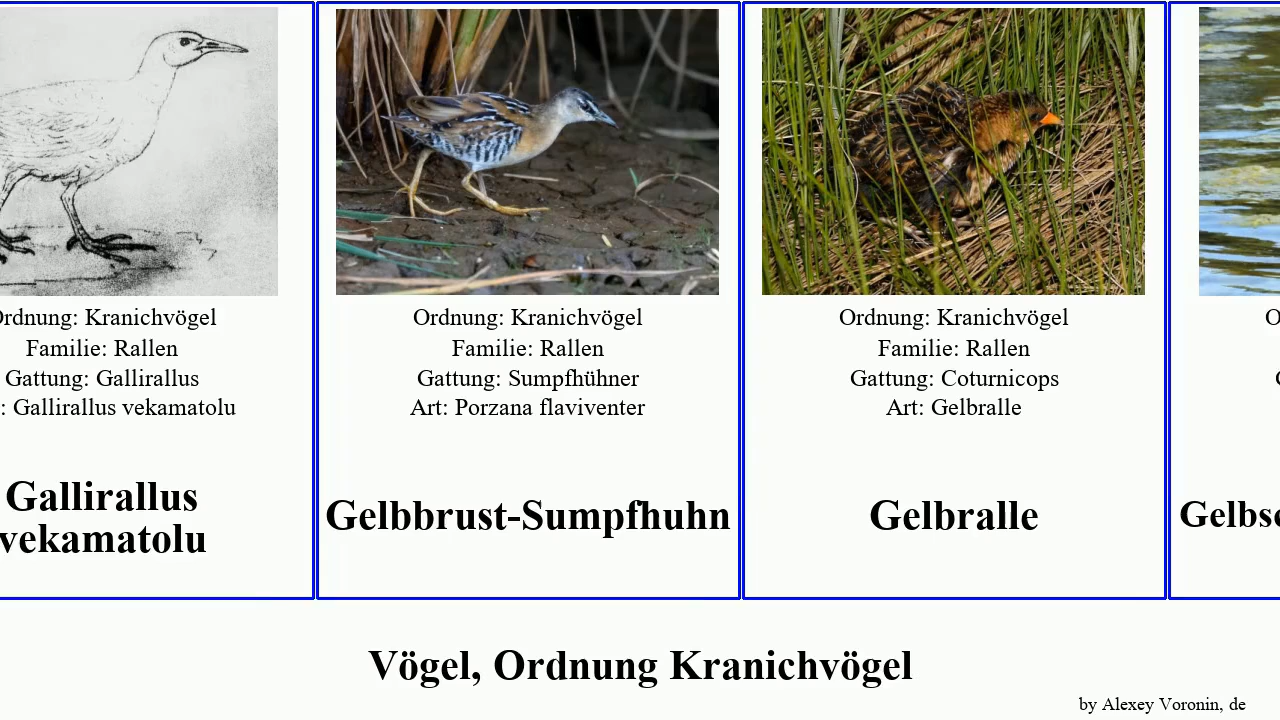 rdnung: Kranichvögel
Familie: Rallen
Gattung: Gallirallus
: Gallirallus vekamatolu
Gallirallus
vekamatolu
Ordnung: Kranichvögel
Familie: Rallen
Gattung: Sumpfhühner
Art: Porzana flaviventer
Gelbbrust-Sumpfhuhn
Ordnung: Kranichvögel
Familie: Rallen
Gattung: Coturnicops
Art: Gelbralle
Gelbralle
Vögel, Ordnung Kranichvögel
by Alexey Voronin, de